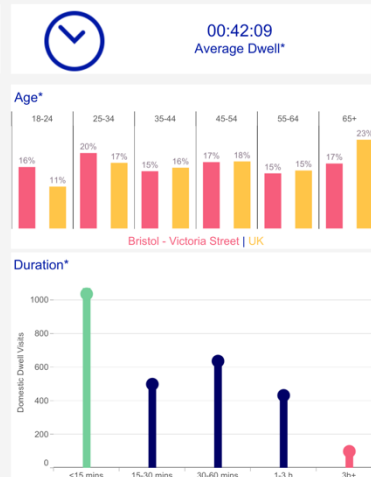 00:42:09
Average Dwell*
Age*
18-24 25-34 35-44 45-54 55-64 65+
16% 11% 20% 17% 15% 16% 17% 18% 15% 15% 17% 23%
Bristol - Victoria Street | UK
Duration*
Domestic Dwell Visits
1000
800
600
400
200
0
<15 mins 15-30 mins 30-60 mins 1-3 h 3h+